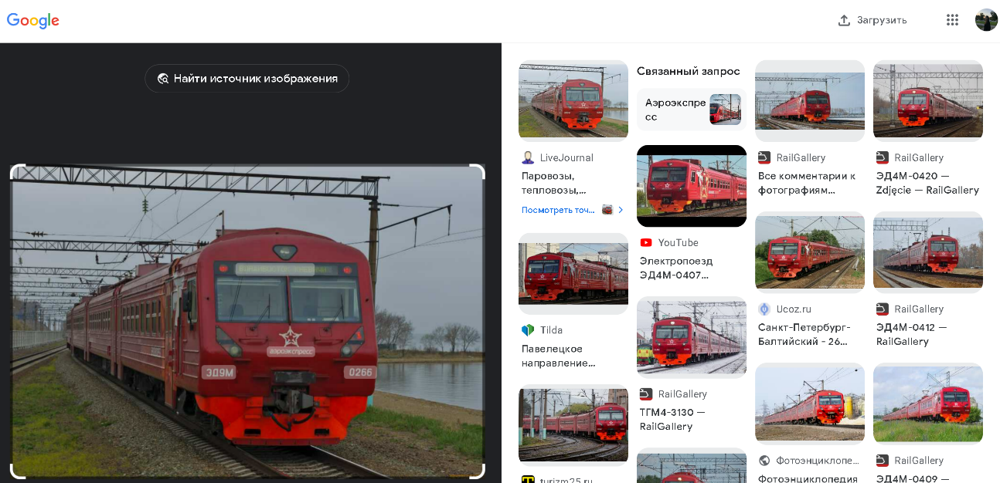 Google
Загрузить
Найти источник изображения
аэроэкспресс
ЭД9М
0266
LiveJournal
Паровозы,
тепловозы,...
Посмотреть точ...
Tilda
Павелецкое
направление...
turizm25.ru
Связанный запрос
Аэроэкспре
сс
YouTube
Электропоезд
ЭД4М-0407...
RailGallery
ТГМ4-3130 —
RailGallery
RailGallery
Все комментарии к
фотографиям...
Ucoz.ru
Санкт-Петербург-
Балтийский - 26...
Фотоэнциклопе...
Фотоэнциклопедия
RailGallery
ЭД4М-0420 —
Zdjęcie — RailGallery
RailGallery
ЭД4М-0412 —
RailGallery
RailGallery
ЭД4М-0409 —